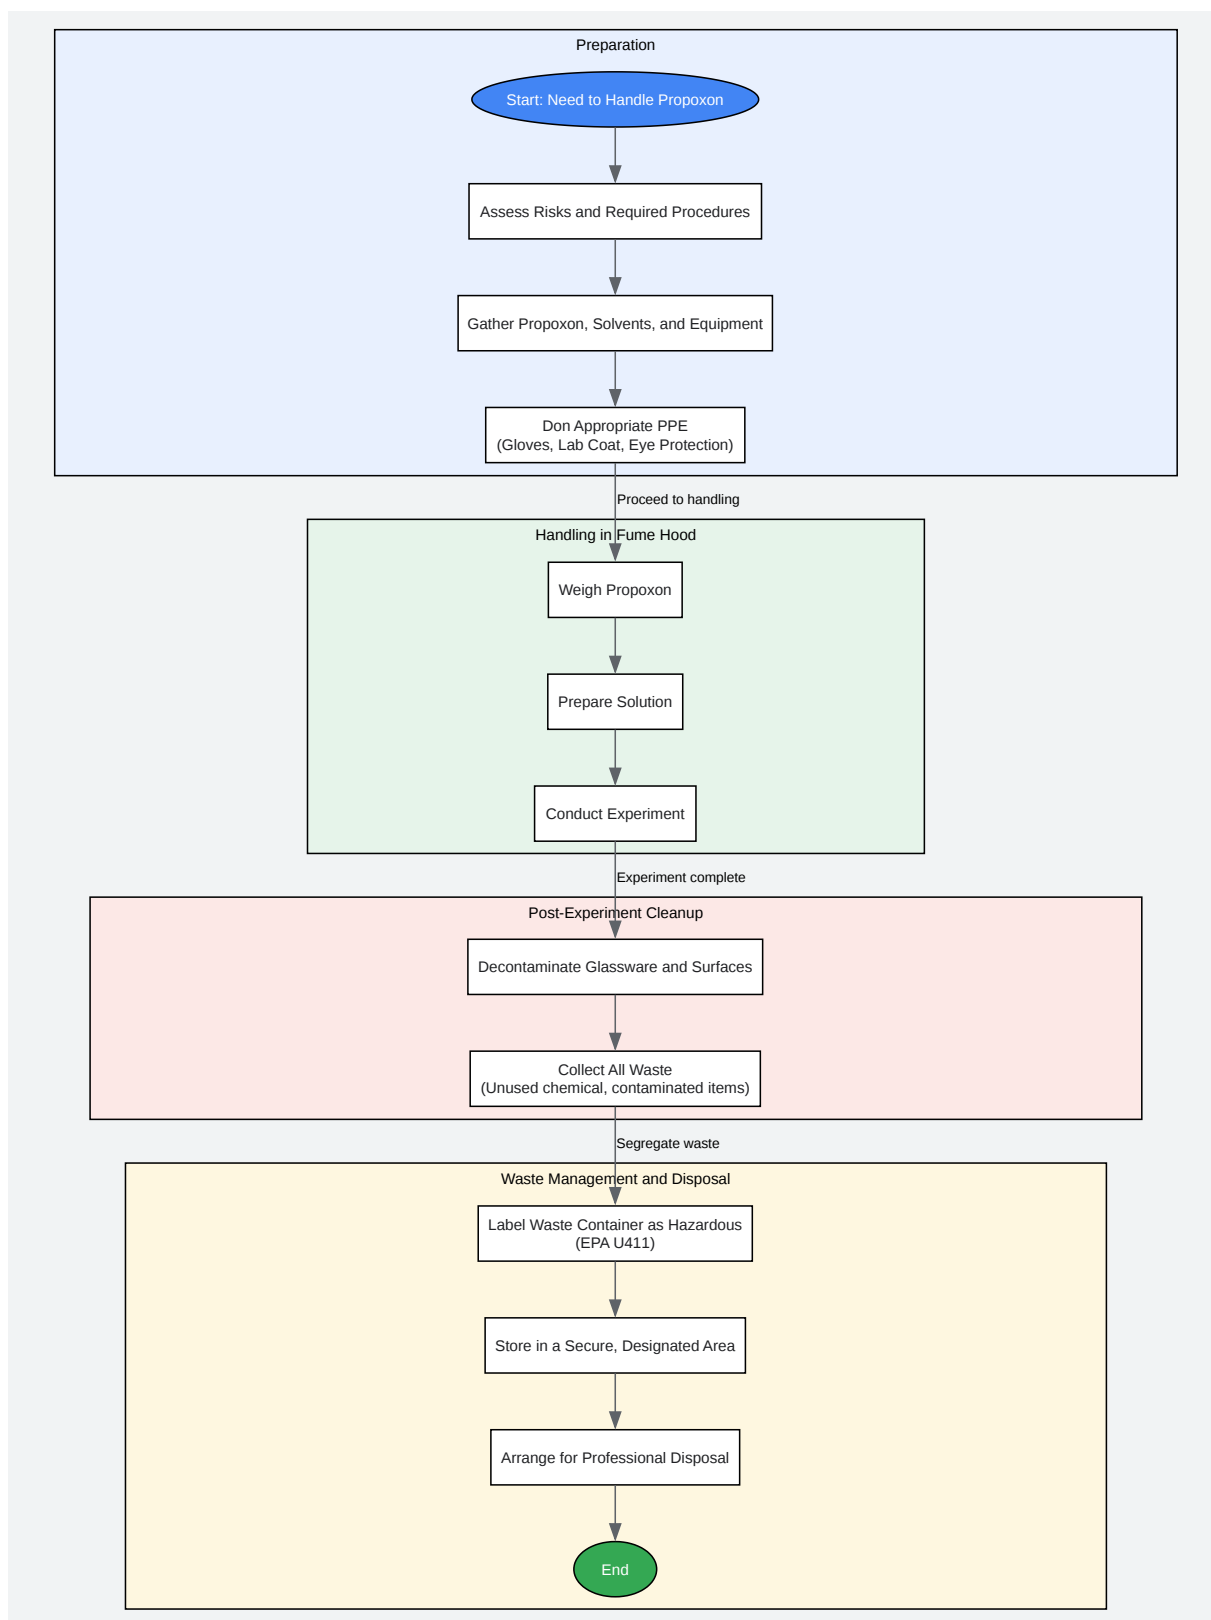 Preparation
Start: Need to Handle Propoxon
Assess Risks and Required Procedures
Gather Propoxon, Solvents, and Equipment
Don Appropriate PPE
(Gloves, Lab Coat, Eye Protection)
Proceed to handling
Handling in Fume Hood
Weigh Propoxon
Prepare Solution
Conduct Experiment
Experiment complete
Post-Experiment Cleanup
Decontaminate Glassware and Surfaces
Collect All Waste
(Unused chemical, contaminated items)
Segregate waste
Waste Management and Disposal
Label Waste Container as Hazardous
(EPA U411)
Store in a Secure, Designated Area
Arrange for Professional Disposal
End